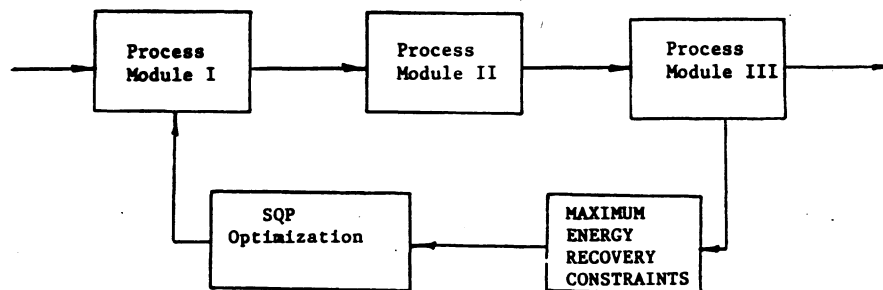 Process
Module I
Process
Module II
Process
Module III
SQP
Optimization
MAXIMUM
ENERGY
RECOVERY
CONSTRAINTS